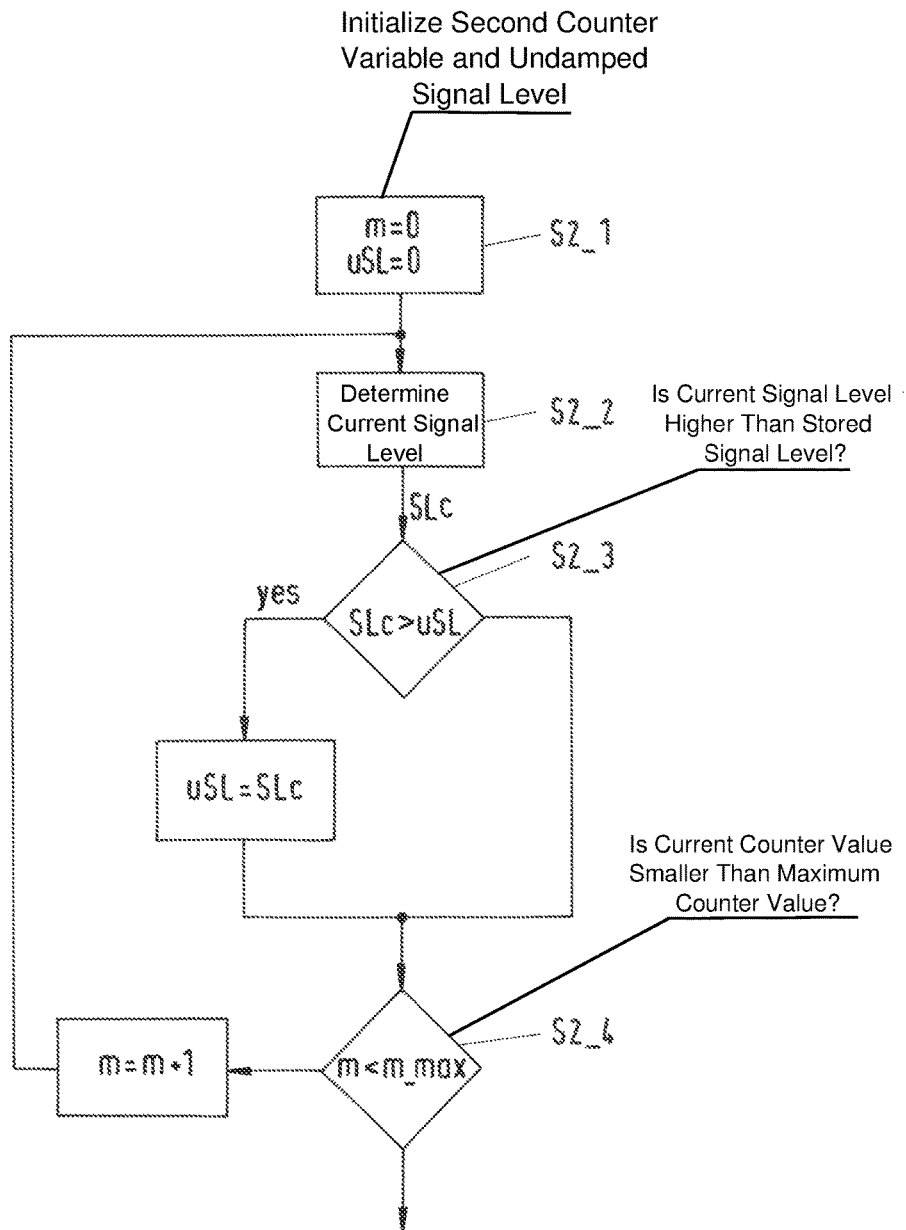 Initialize Second Counter
Variable and Undamped
Signal Level
m=0
uSL=0
S2_1
Determine
Current Signal
Level
S2_2
Is Current Signal Level
Higher Than Stored
Signal Level?
SLc
S2_3
yes
SLc>uSL
uSL=SLc
Is Current Counter Value
Smaller Than Maximum
Counter Value?
S2_4
m=m+1
m<m_max